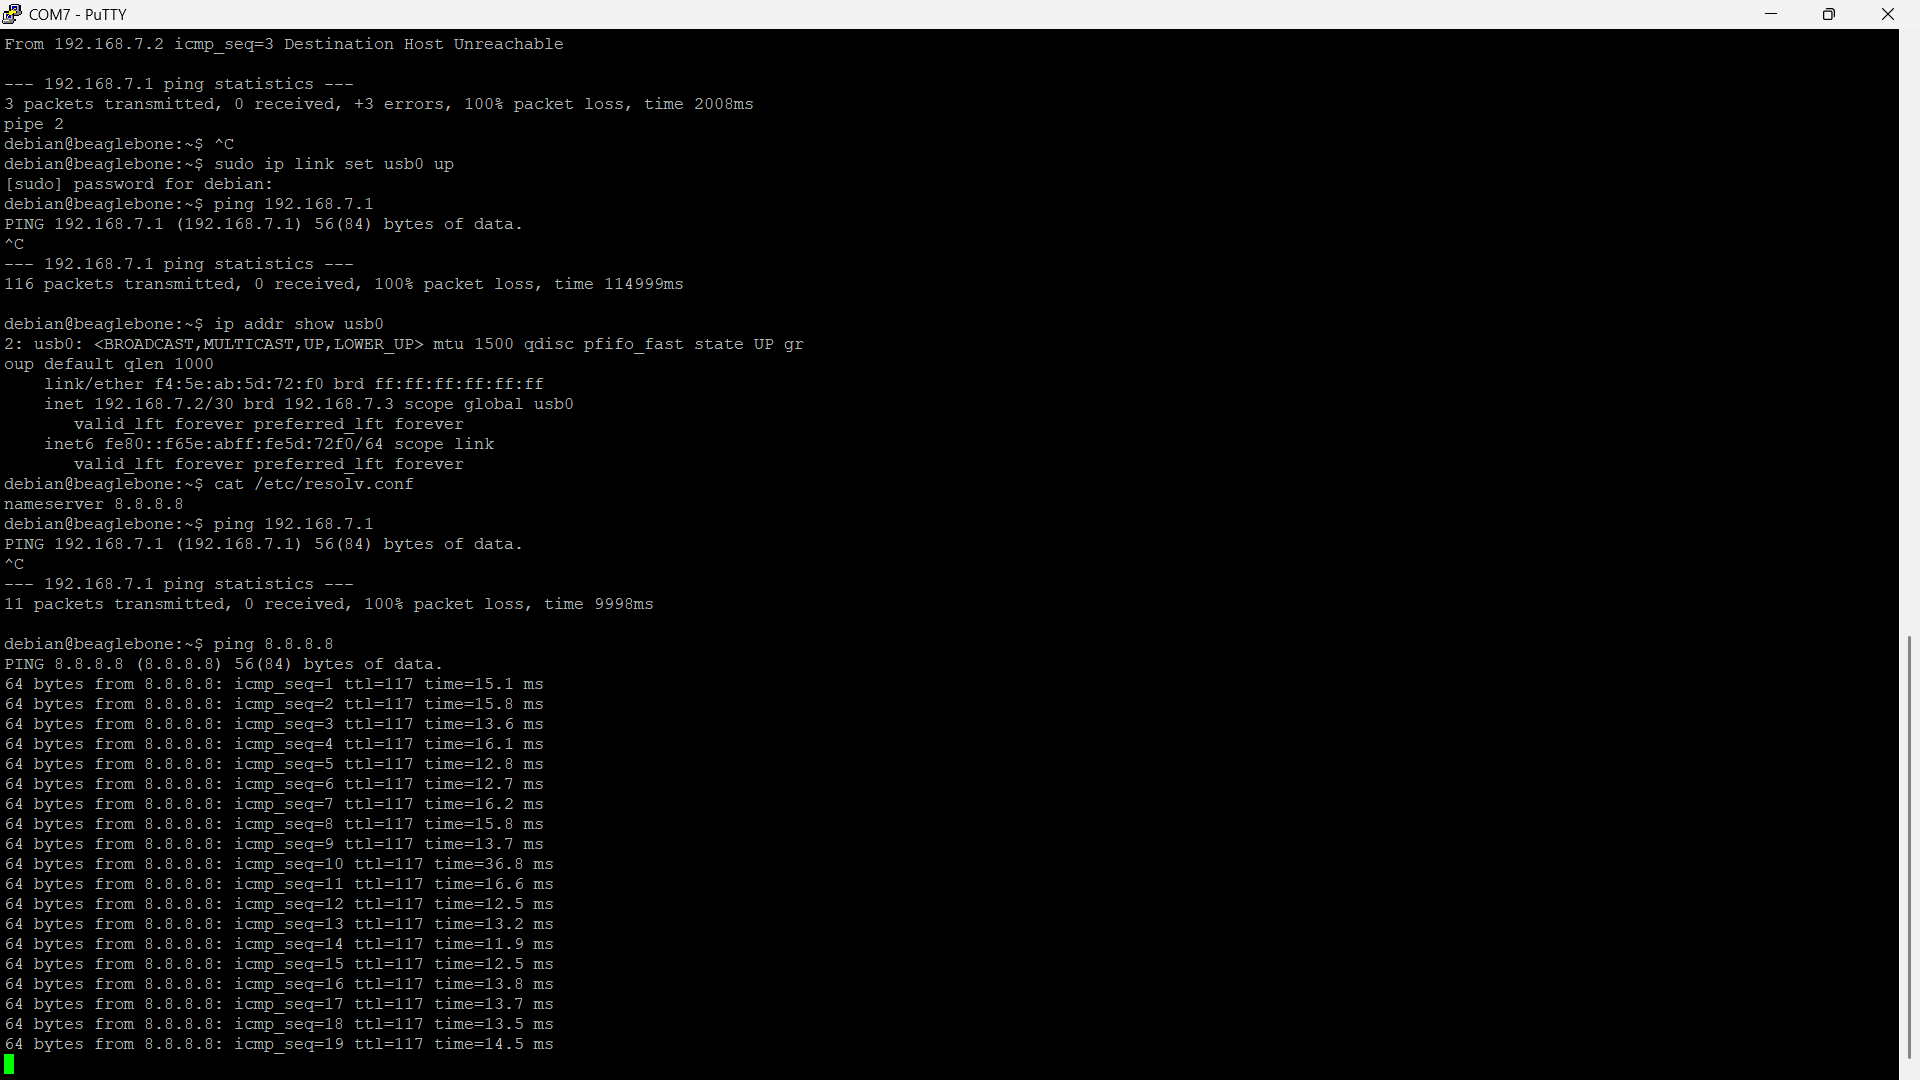 COM7 - PuTTY
From 192.168.7.2 icmp_seq=3 Destination Host Unreachable
--- 192.168.7.1 ping statistics ---
3 packets transmitted, 0 received, +3 errors, 100% packet loss, time 2008ms
pipe 2
debian@beaglebone:~$ ^C
debian@beaglebone:~$ sudo ip link set usb0 up
[sudo] password for debian:
debian@beaglebone:~$ ping 192.168.7.1
PING 192.168.7.1 (192.168.7.1) 56(84) bytes of data.
^C
--- 192.168.7.1 ping statistics ---
116 packets transmitted, 0 received, 100% packet loss, time 114999ms
debian@beaglebone:~$ ip addr show usb0
2: usb0: <BROADCAST,MULTICAST,UP,LOWER_UP> mtu 1500 qdisc pfifo_fast state UP gr
oup default qlen 1000
    link/ether f4:5e:ab:5d:72:f0 brd ff:ff:ff:ff:ff:ff
    inet 192.168.7.2/30 brd 192.168.7.3 scope global usb0
       valid_lft forever preferred_lft forever
    inet6 fe80::f65e:abff:fe5d:72f0/64 scope link
       valid_lft forever preferred_lft forever
debian@beaglebone:~$ cat /etc/resolv.conf
nameserver 8.8.8.8
debian@beaglebone:~$ ping 192.168.7.1
PING 192.168.7.1 (192.168.7.1) 56(84) bytes of data.
^C
--- 192.168.7.1 ping statistics ---
11 packets transmitted, 0 received, 100% packet loss, time 9998ms
debian@beaglebone:~$ ping 8.8.8.8
PING 8.8.8.8 (8.8.8.8) 56(84) bytes of data.
64 bytes from 8.8.8.8: icmp_seq=1 ttl=117 time=15.1 ms
64 bytes from 8.8.8.8: icmp_seq=2 ttl=117 time=15.8 ms
64 bytes from 8.8.8.8: icmp_seq=3 ttl=117 time=13.6 ms
64 bytes from 8.8.8.8: icmp_seq=4 ttl=117 time=16.1 ms
64 bytes from 8.8.8.8: icmp_seq=5 ttl=117 time=12.8 ms
64 bytes from 8.8.8.8: icmp_seq=6 ttl=117 time=12.7 ms
64 bytes from 8.8.8.8: icmp_seq=7 ttl=117 time=16.2 ms
64 bytes from 8.8.8.8: icmp_seq=8 ttl=117 time=15.8 ms
64 bytes from 8.8.8.8: icmp_seq=9 ttl=117 time=13.7 ms
64 bytes from 8.8.8.8: icmp_seq=10 ttl=117 time=36.8 ms
64 bytes from 8.8.8.8: icmp_seq=11 ttl=117 time=16.6 ms
64 bytes from 8.8.8.8: icmp_seq=12 ttl=117 time=12.5 ms
64 bytes from 8.8.8.8: icmp_seq=13 ttl=117 time=13.2 ms
64 bytes from 8.8.8.8: icmp_seq=14 ttl=117 time=11.9 ms
64 bytes from 8.8.8.8: icmp_seq=15 ttl=117 time=12.5 ms
64 bytes from 8.8.8.8: icmp_seq=16 ttl=117 time=13.8 ms
64 bytes from 8.8.8.8: icmp_seq=17 ttl=117 time=13.7 ms
64 bytes from 8.8.8.8: icmp_seq=18 ttl=117 time=13.5 ms
64 bytes from 8.8.8.8: icmp_seq=19 ttl=117 time=14.5 ms